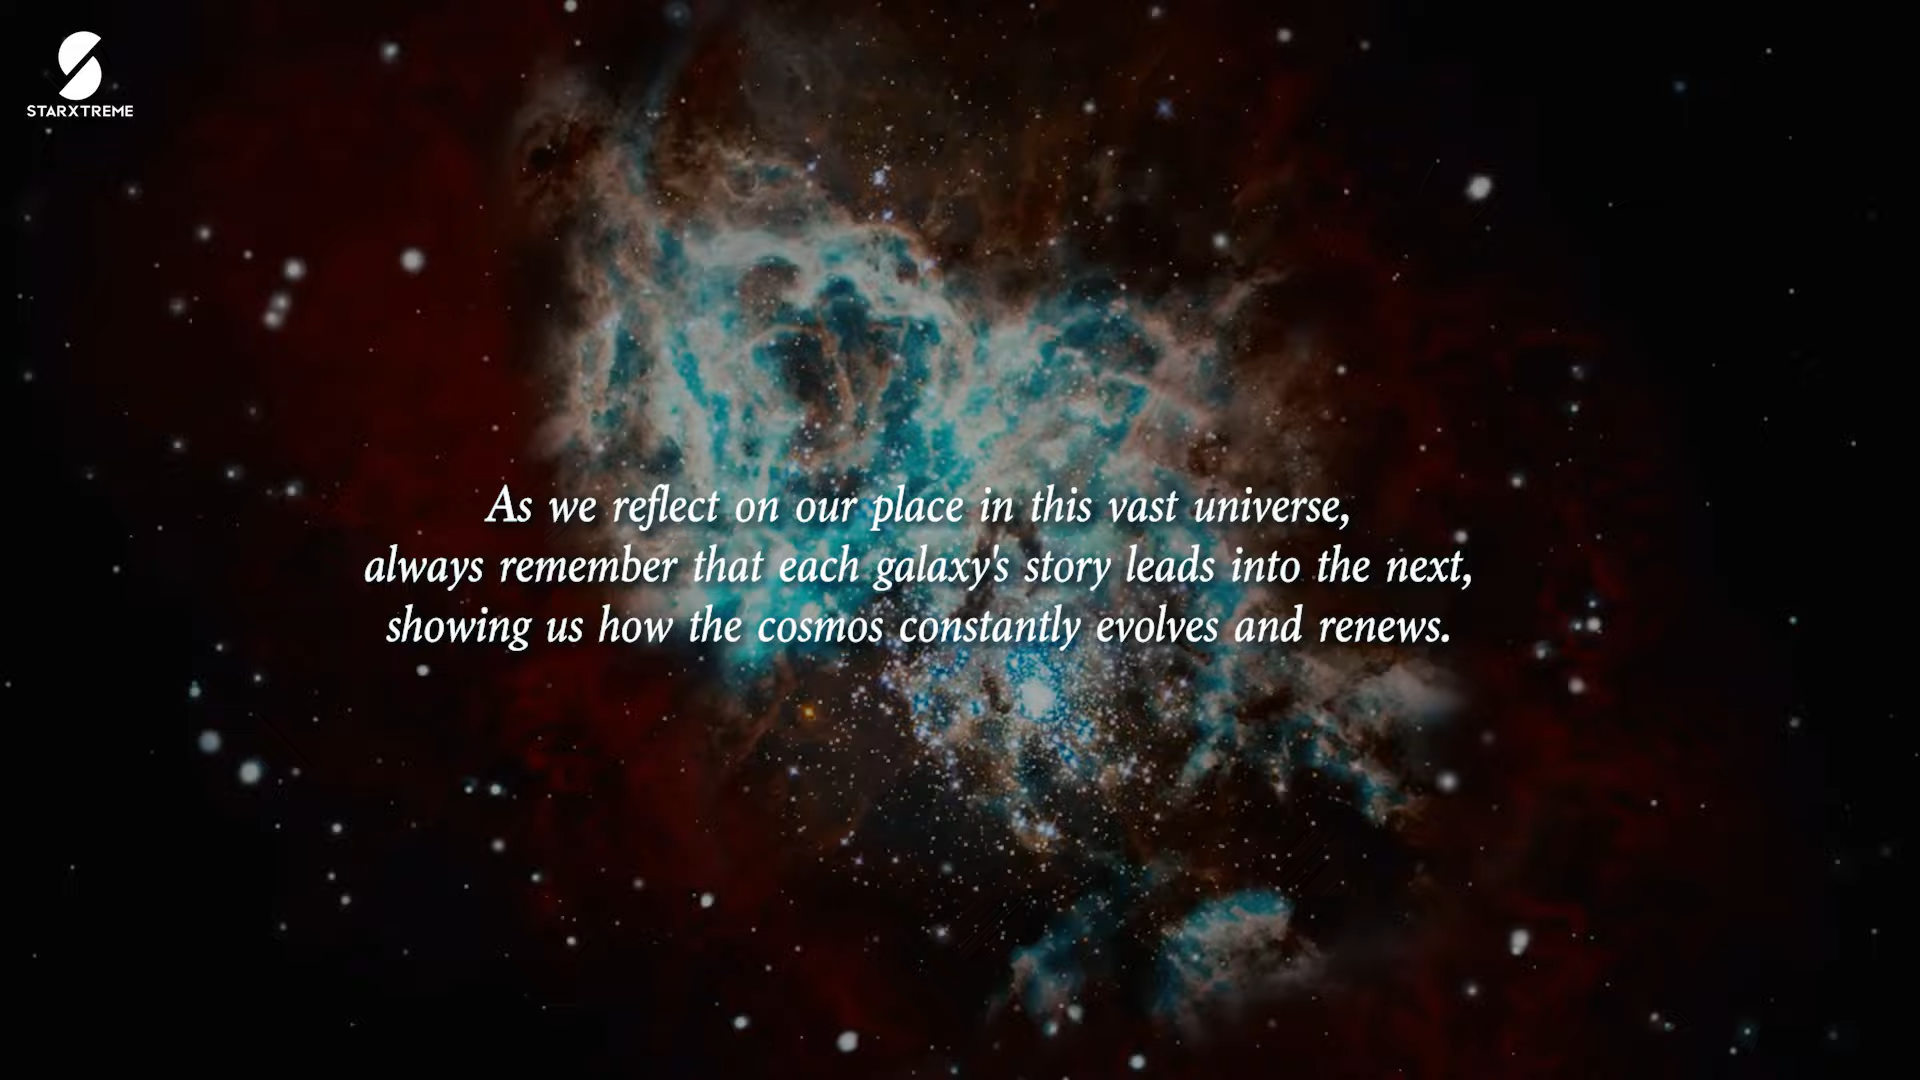 STARXTREME
As we reflect on our place in this vast universe,
always remember that each galaxy's story leads into the next,
showing us how the cosmos constantly evolves and renews.